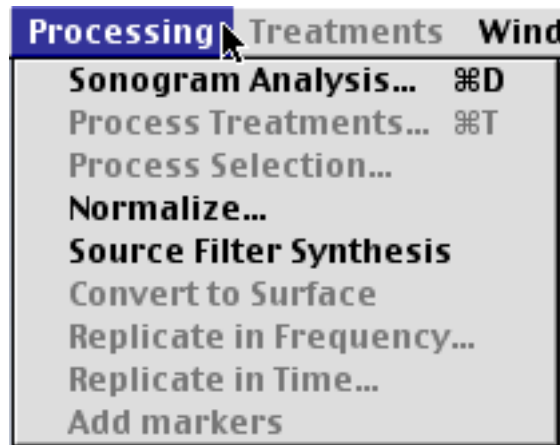 Processing Treatments Wind
Sonogram Analysis... ⌘D
Process Treatments... ⌘T
Process Selection...
Normalize...
Source Filter Synthesis
Convert to Surface
Replicate in Frequency...
Replicate in Time...
Add markers